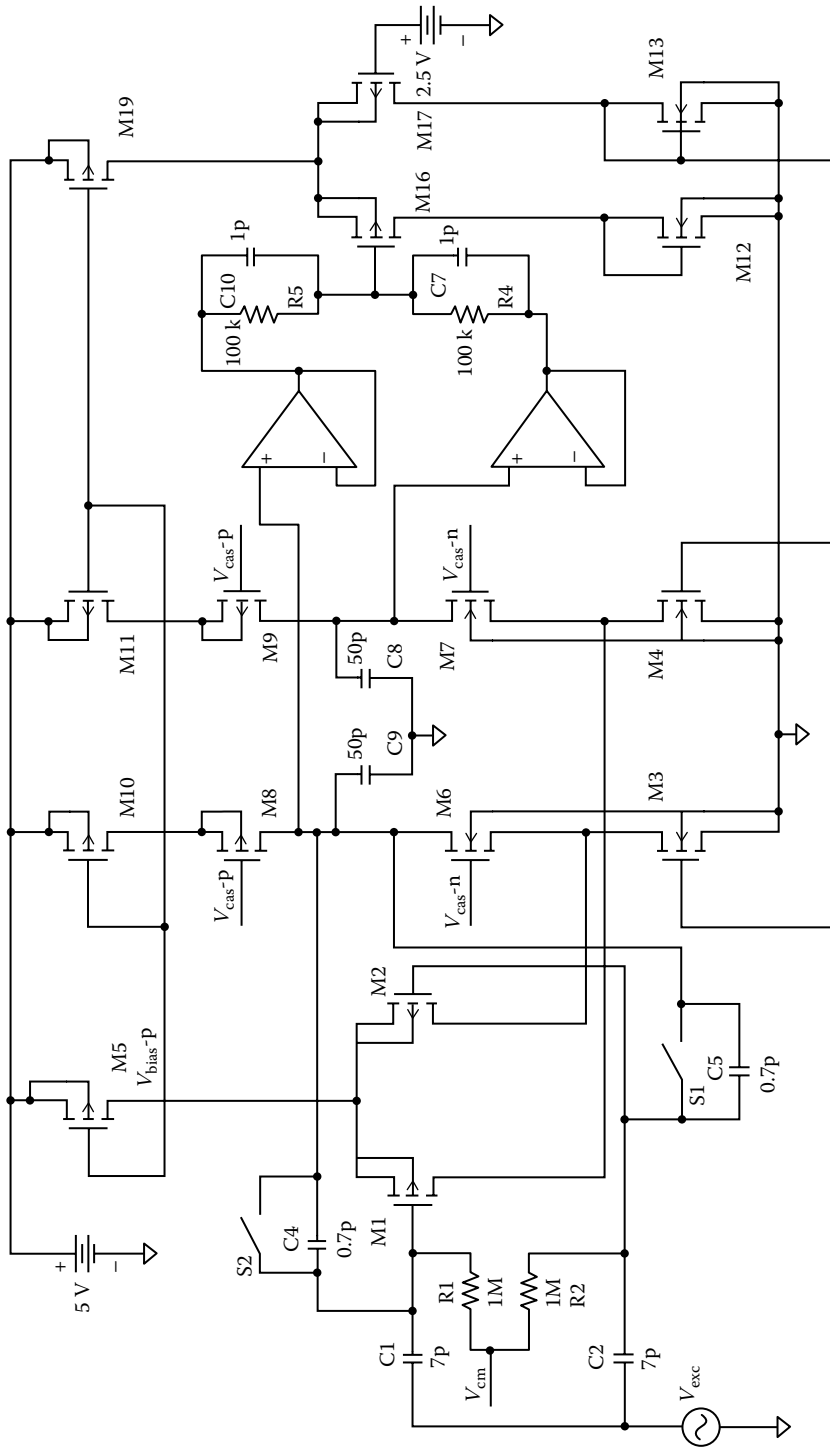 M19
M13
2.5 V
M17
+
−
M16
1p
C10
R5
100 k
1p
C7
R4
100 k
M12
+
−
+
−
M11
Vcas-p
M9
50p
C8
Vcas-n
M7
M4
M10
M8
Vcas-p
50p
C9
M6
Vcas-n
M3
M5
Vbias-p
M2
S1
C5
0.7p
+
−
5 V
S2
C4
0.7p
M1
R1
1M
1M
R2
C1
7p
Vcm
C2
7p
Vexc